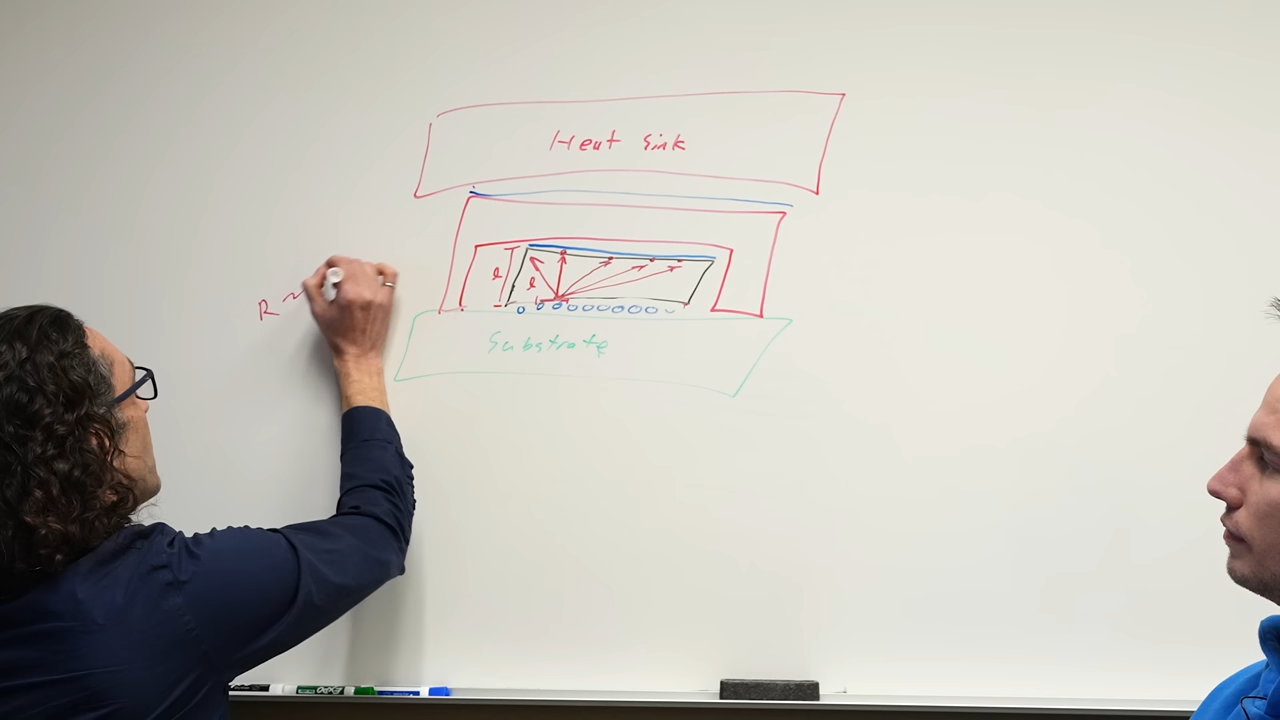 Heat Sink
l
l
R ~
Substrate